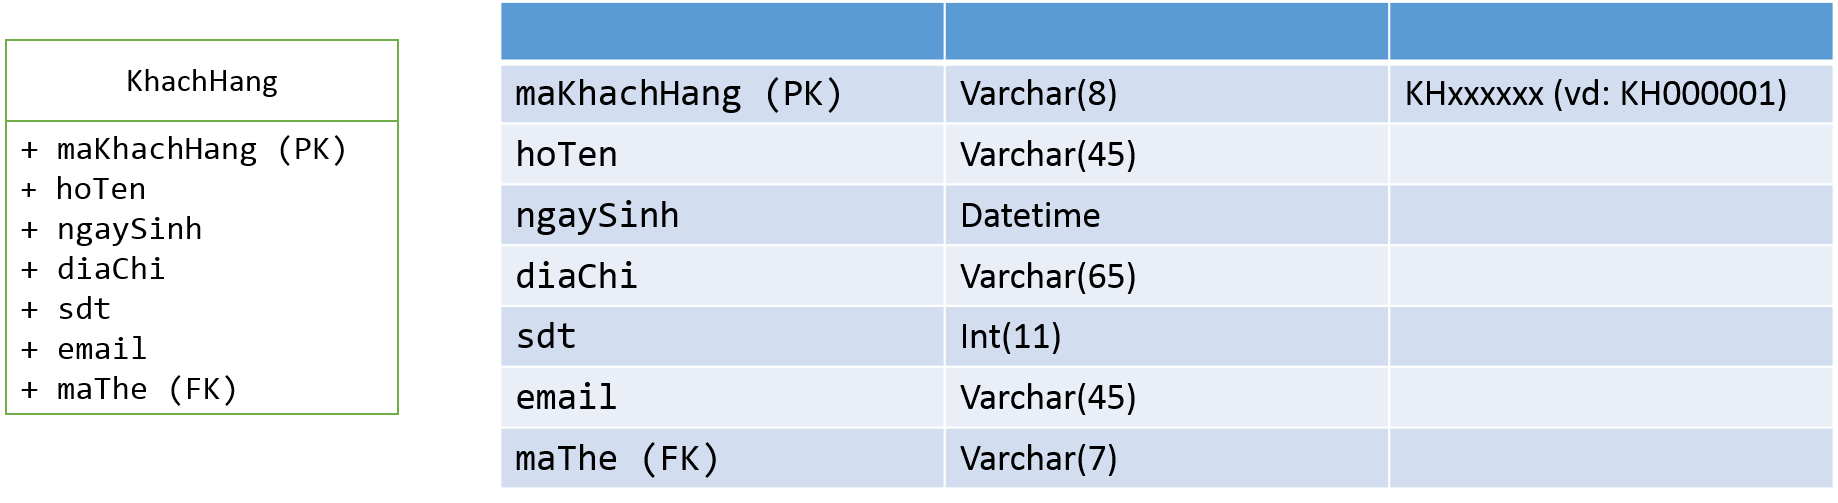 KhachHang
+ maKhachHang (PK)
+ hoTen
+ ngaySinh
+ diaChi
+ sdt
+ email
+ maThe (FK)
maKhachHang (PK) Varchar(8) KHxxxxxx (vd: KH000001)
hoTen Varchar(45)
ngaySinh Datetime
diaChi Varchar(65)
sdt Int(11)
email Varchar(45)
maThe (FK) Varchar(7)